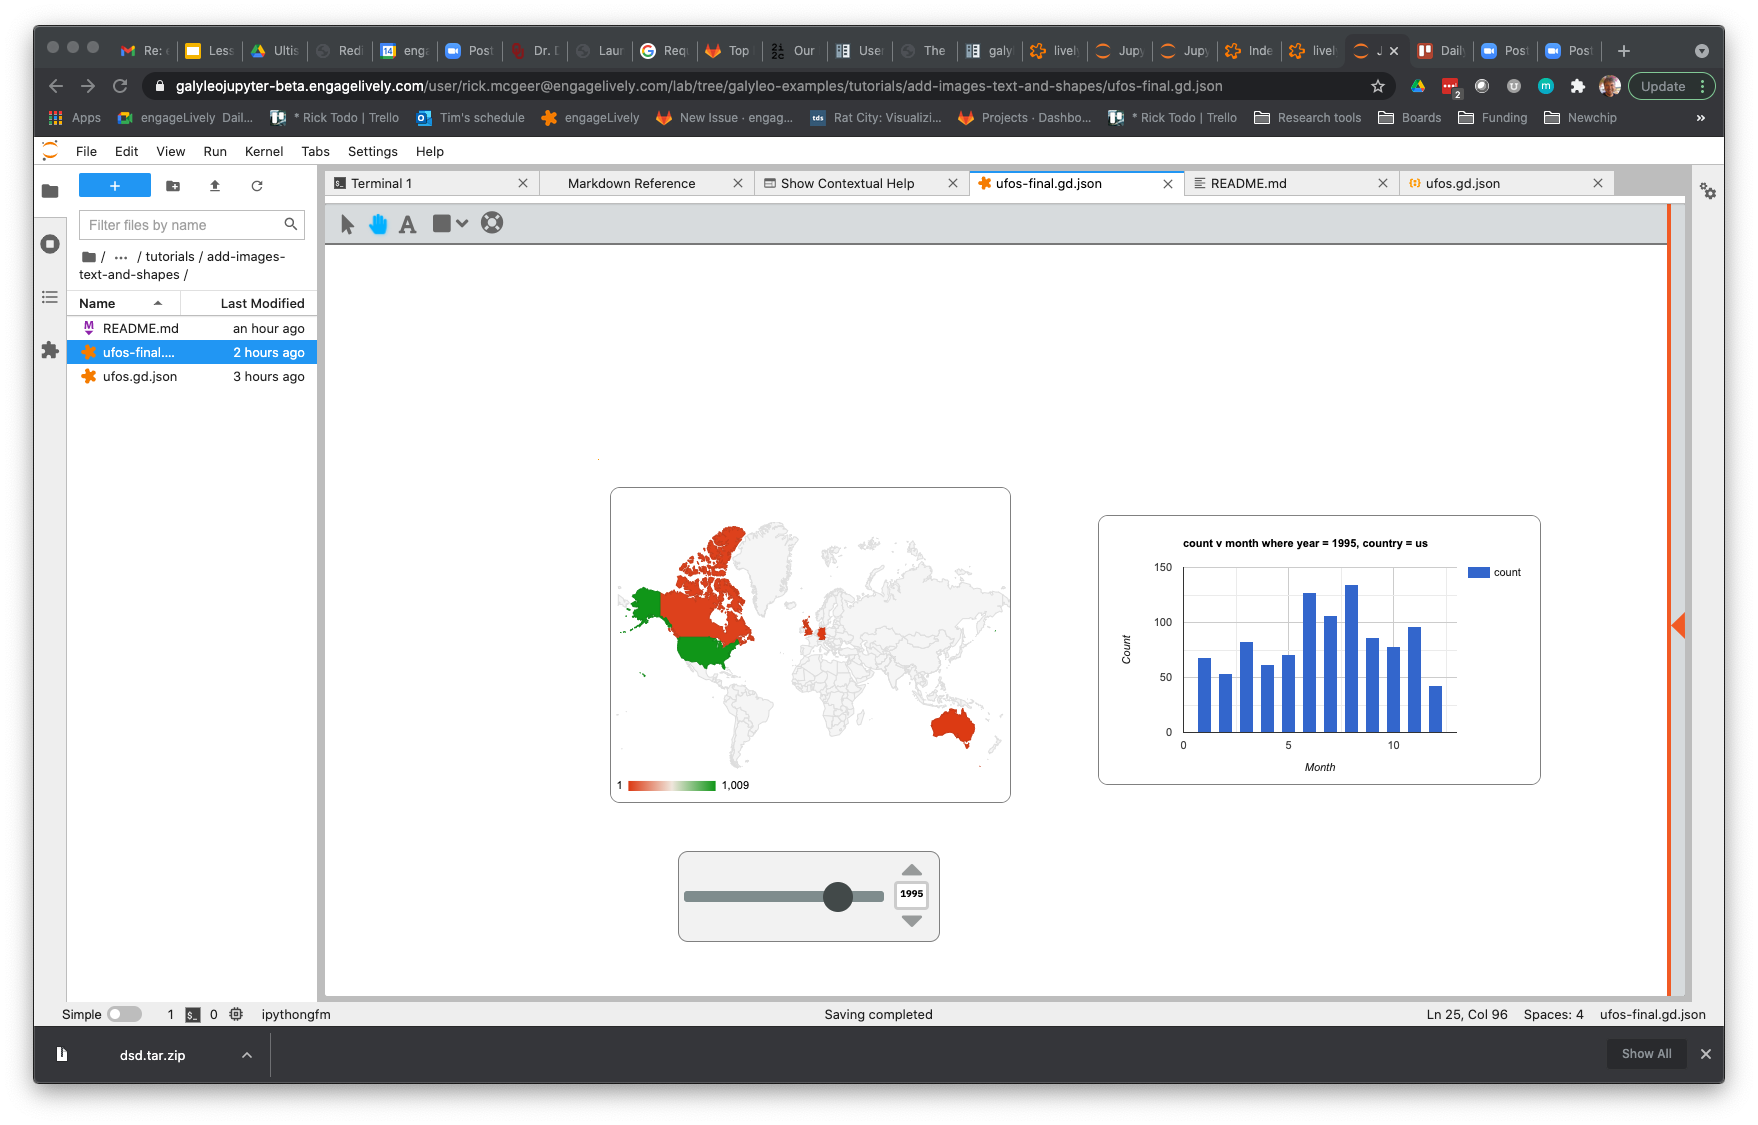 Re: Less Ultis Redi enga Post Dr. D Laur Requ Top Our User The galy lively Jupy Jupy Inde lively J Daily Post Post
galyleojupyter-beta.engagelively.com/user/rick.mcgeer@engagelively.com/lab/tree/galyleo-examples/tutorials/add-images-text-and-shapes/ufos-final.gd.json Update
Apps engageLively Dail... * Rick Todo | Trello Tim's schedule engageLively New Issue · engag... Rat City: Visualizi... Projects · Dashbo... * Rick Todo | Trello Research tools Boards Funding Newchip »
File Edit View Run Kernel Tabs Settings Help
Terminal 1 Markdown Reference Show Contextual Help ufos-final.gd.json README.md ufos.gd.json
Filter files by name
/ ... / tutorials / add-images-
text-and-shapes /
Name Last Modified
README.md an hour ago
ufos-final.... 2 hours ago
ufos.gd.json 3 hours ago
A
1 1,009
count v month where year = 1995, country = us
150
100
50
0
Count
count
0 5 10
Month
1995
Simple 1 $_ 0 ipythongfm Saving completed Ln 25, Col 96 Spaces: 4 ufos-final.gd.json
dsd.tar.zip Show All